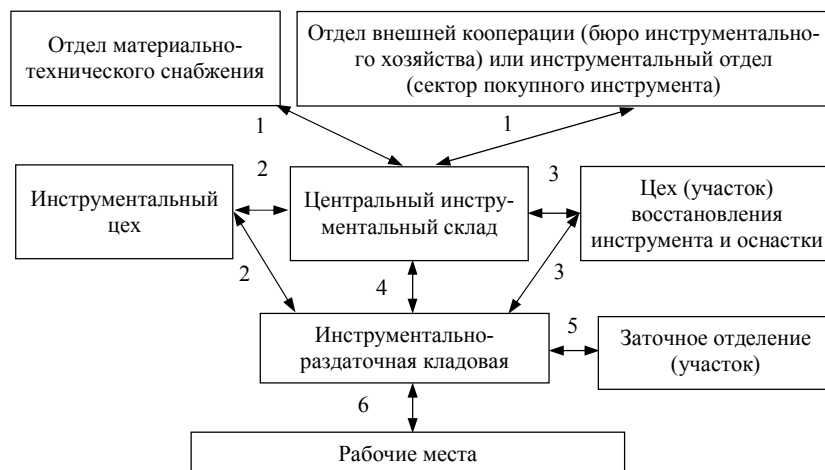 Отдел материально-
технического снабжения
Отдел внешней кооперации (бюро инструментально-
го хозяйства) или инструментальный отдел
(сектор покупного инструмента)
1
1
2
3
Инструментальный
цех
Центральный инстру-
ментальный склад
Цех (участок)
восстановления
инструмента и оснастки
2
4
3
Инструментально-
раздаточная кладовая
5
Заточное отделение
(участок)
6
Рабочие места